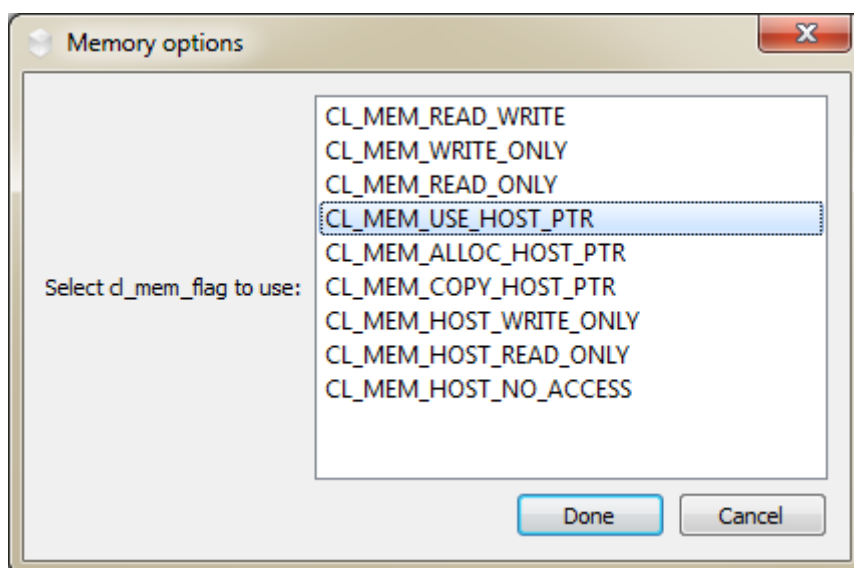 Memory options
CL_MEM_READ_WRITE
CL_MEM_WRITE_ONLY
CL_MEM_READ_ONLY
CL_MEM_USE_HOST_PTR
CL_MEM_ALLOC_HOST_PTR
Select cl_mem_flag to use:
CL_MEM_COPY_HOST_PTR
CL_MEM_HOST_WRITE_ONLY
CL_MEM_HOST_READ_ONLY
CL_MEM_HOST_NO_ACCESS
Done
Cancel